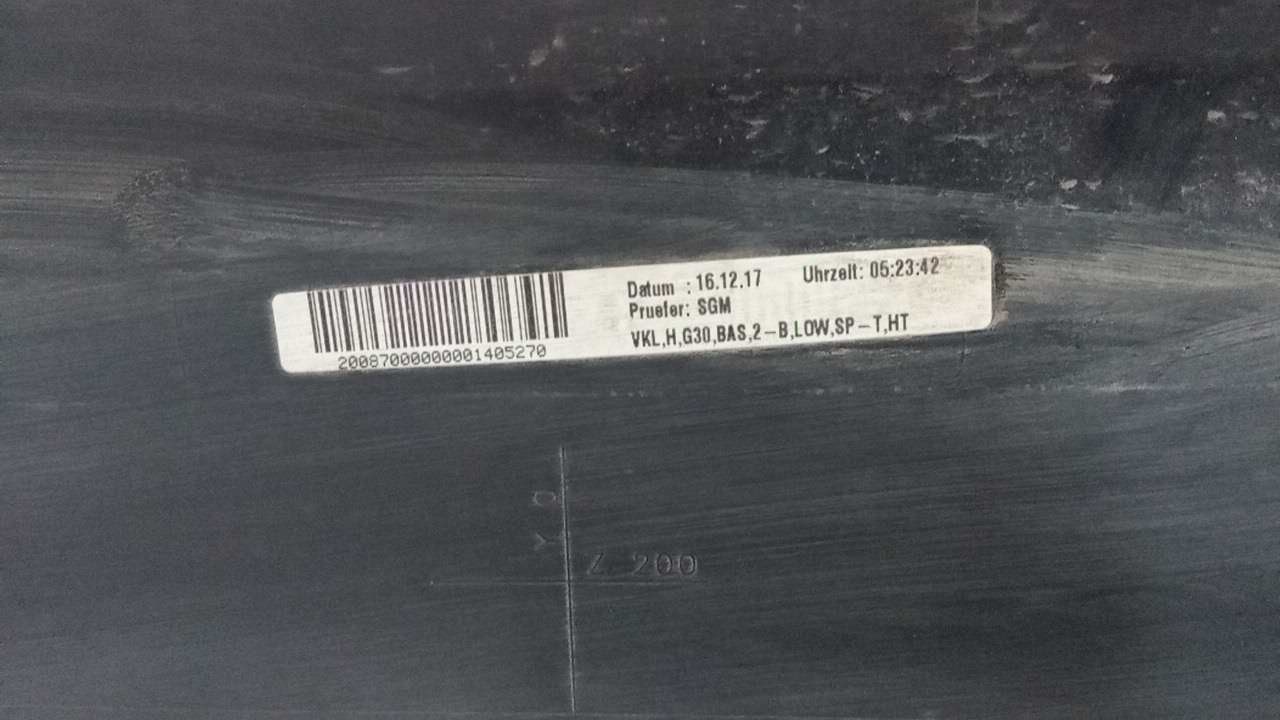 Datum : 16.12.17 Uhrzeit: 05:23:42
Pruefer: SGM
VKL,H,G30,BAS,2-B,LOW,SP-T,HT
20087000000001405270
Y 0
Z 200